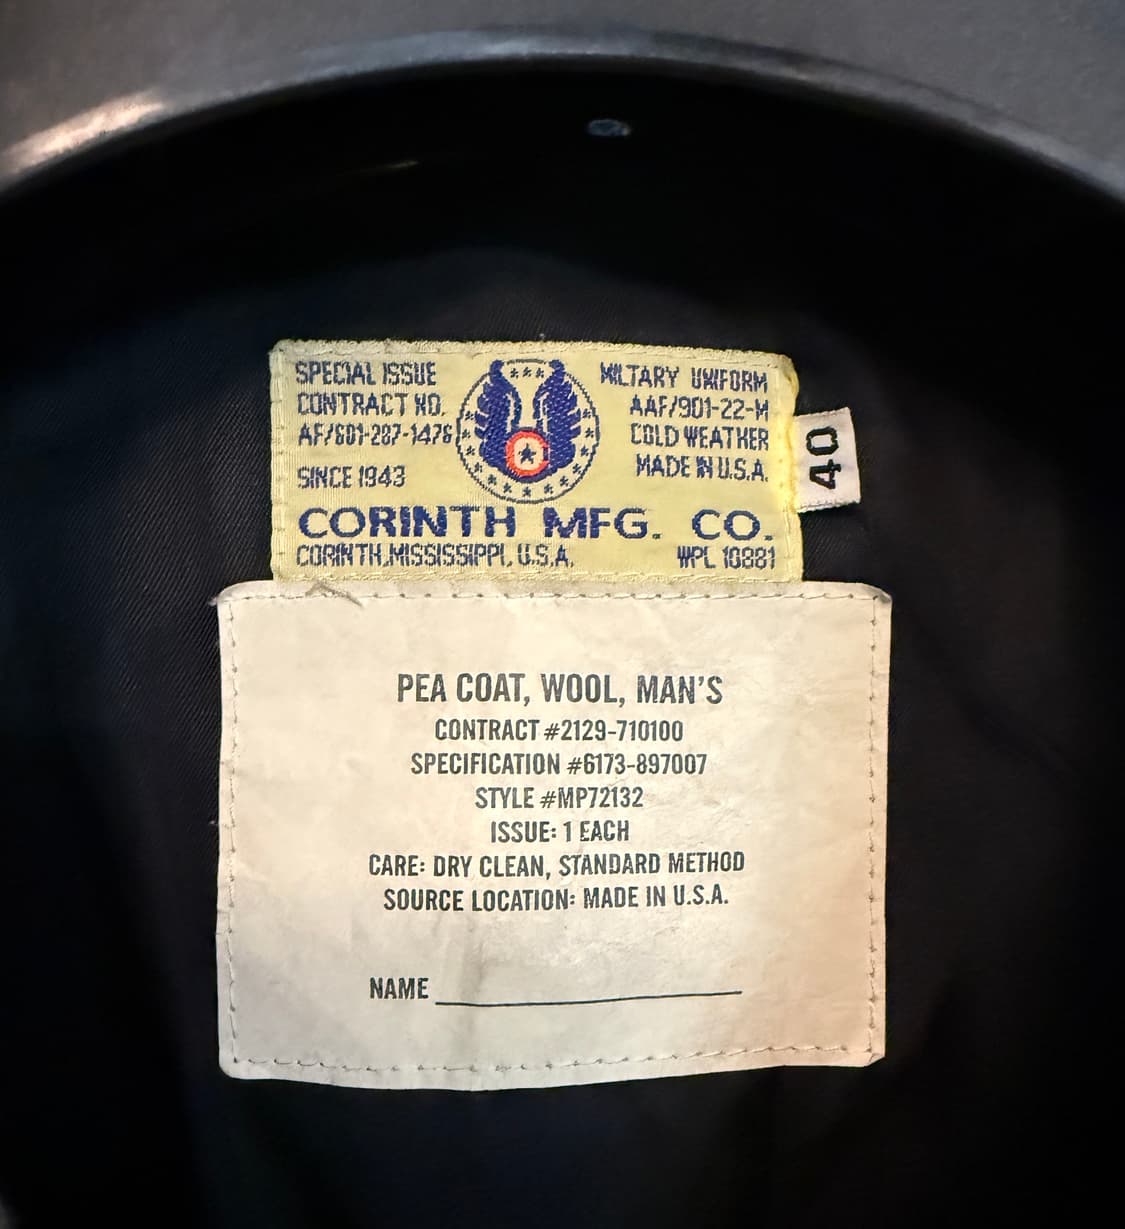 SPECIAL ISSUE
CONTRACT NO.
AF/601-287-1476
SINCE 1943
MILTARY UNIFORM
AAF/901-22-M
COLD WEATHER
MADE IN U.S.A.
CORINTH MFG. CO.
CORINTH,MISSISSIPPI, U.S.A.
WPL 10881
40
PEA COAT, WOOL, MAN'S
CONTRACT #2129-710100
SPECIFICATION #6173-897007
STYLE #MP72132
ISSUE: 1 EACH
CARE: DRY CLEAN, STANDARD METHOD
SOURCE LOCATION: MADE IN U.S.A.
NAME